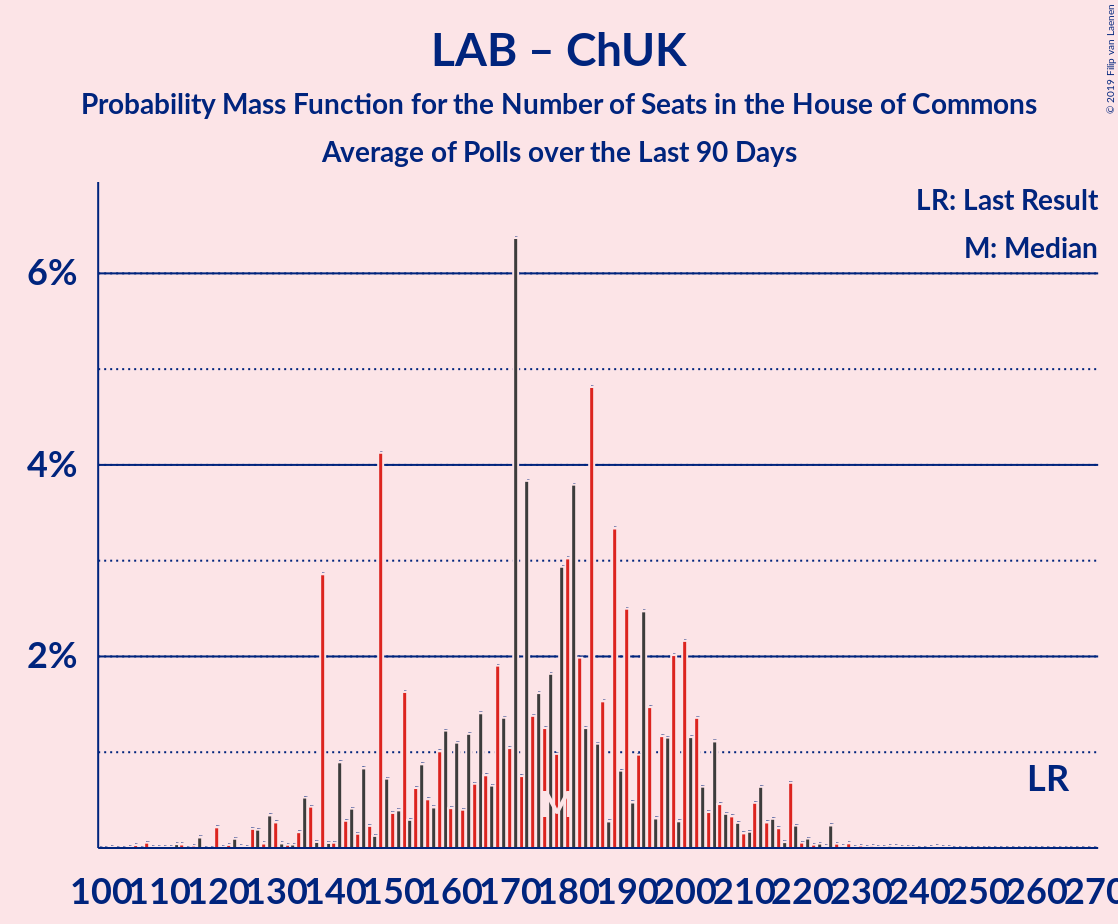 LAB – ChUK
Probability Mass Function for the Number of Seats in the House of Commons
Average of Polls over the Last 90 Days
© 2019 Filip van Laenen
LR: Last Result
M: Median
6%
4%
2%
LR
M
100 110 120 130 140 150 160 170 180 190 200 210 220 230 240 250 260 270